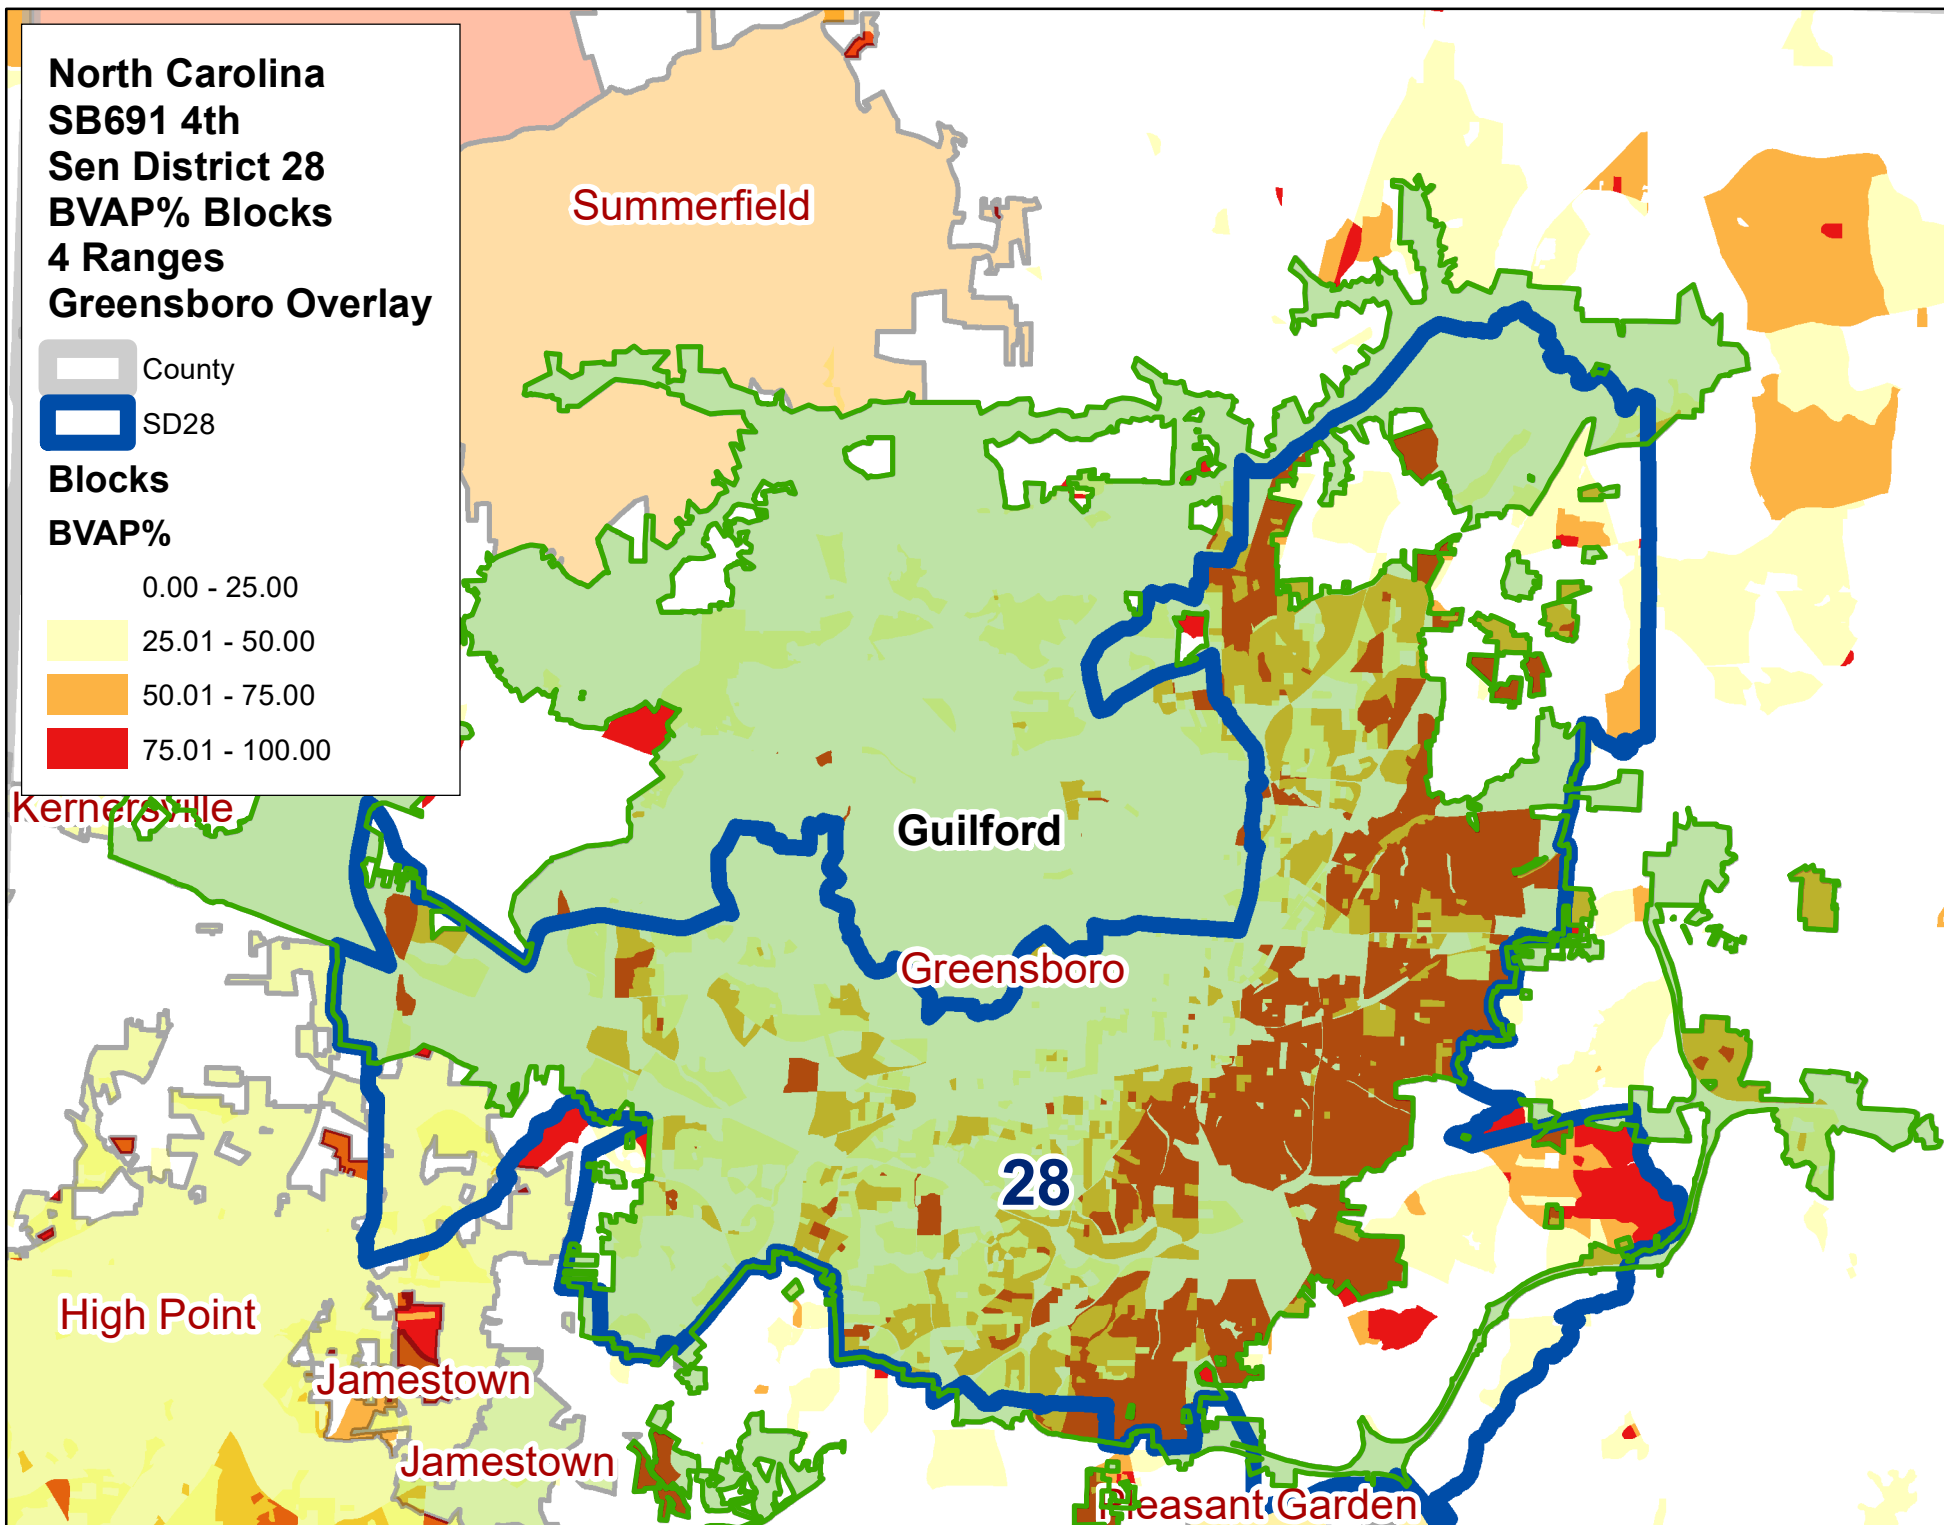 North Carolina
SB691 4th
Sen District 28
BVAP% Blocks
4 Ranges
Greensboro Overlay
County
SD28
Blocks
BVAP%
0.00 - 25.00
25.01 - 50.00
50.01 - 75.00
75.01 - 100.00
Summerfield
Kernersville
Guilford
Greensboro
28
High Point
Jamestown
Jamestown
Pleasant Garden